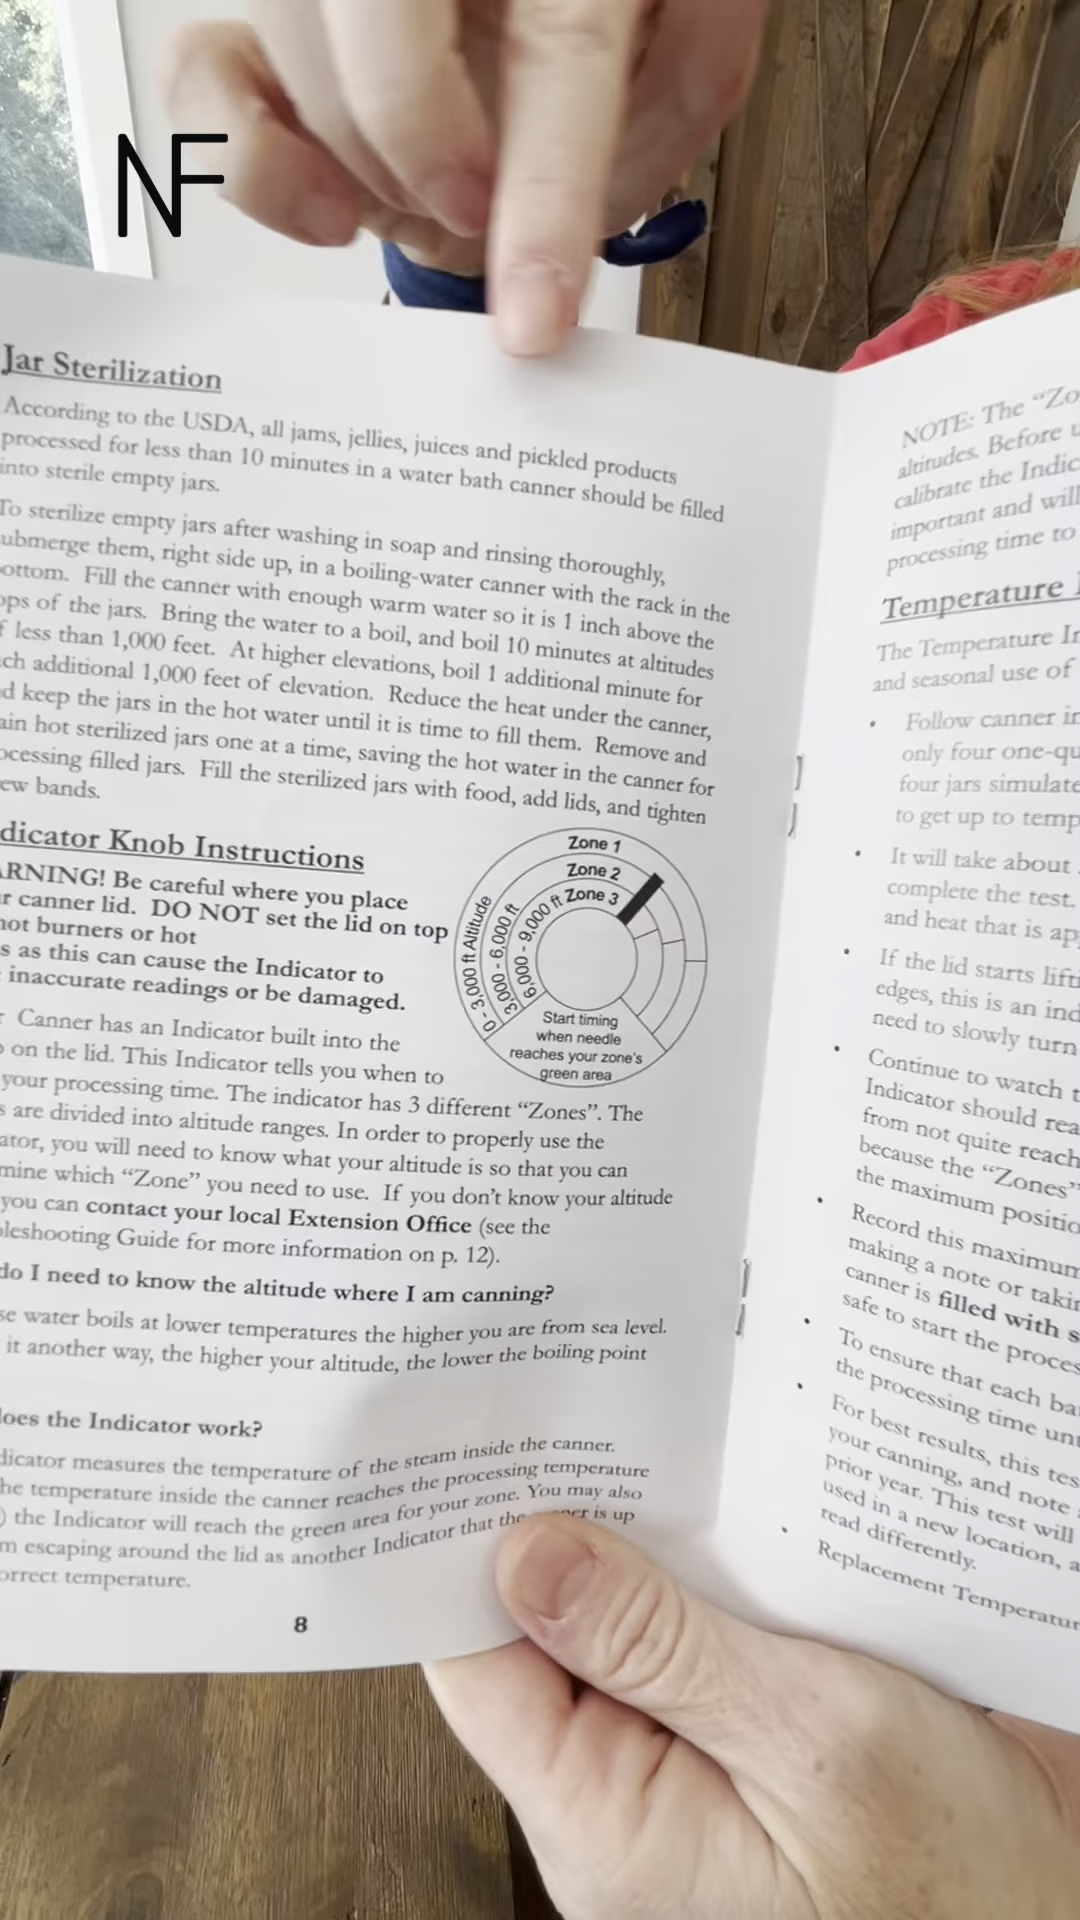 NF
Jar Sterilization
According to the USDA, all jams, jellies, juices and pickled products
processed for less than 10 minutes in a water bath canner should be filled
into sterile empty jars.
To sterilize empty jars after washing in soap and rinsing thoroughly,
ubmerge them, right side up, in a boiling-water canner with the rack in the
ottom. Fill the canner with enough warm water so it is 1 inch above the
ops of the jars. Bring the water to a boil, and boil 10 minutes at altitudes
f less than 1,000 feet. At higher elevations, boil 1 additional minute for
ch additional 1,000 feet of elevation. Reduce the heat under the canner,
d keep the jars in the hot water until it is time to fill them. Remove and
ain hot sterilized jars one at a time, saving the hot water in the canner for
ocessing filled jars. Fill the sterilized jars with food, add lids, and tighten
ew bands.
dicator Knob Instructions
ARNING! Be careful where you place
r canner lid. DO NOT set the lid on top
hot burners or hot
s as this can cause the Indicator to
inaccurate readings or be damaged.
Zone 1
Zone 2
Zone 3
0 - 3,000 ft Altitude
3,000 - 6,000 ft
6,000 - 9,000 ft
Start timing
when needle
reaches your zone's
green area
r Canner has an Indicator built into the
on the lid. This Indicator tells you when to
your processing time. The indicator has 3 different “Zones”. The
s are divided into altitude ranges. In order to properly use the
ator, you will need to know what your altitude is so that you can
mine which “Zone” you need to use. If you don’t know your altitude
you can contact your local Extension Office (see the
leshooting Guide for more information on p. 12).
do I need to know the altitude where I am canning?
se water boils at lower temperatures the higher you are from sea level.
it another way, the higher your altitude, the lower the boiling point
does the Indicator work?
dicator measures the temperature of the steam inside the canner.
he temperature inside the canner reaches the processing temperature
) the Indicator will reach the green area for your zone. You may also
m escaping around the lid as another Indicator that the is up
orrect temperature.
8
NOTE: The “Zo
altitudes. Before u
calibrate the Indic
important and will
processing time to
Temperature
The Temperature In
and seasonal use of
• Follow canner in
only four one-qu
four jars simulate
to get up to temp
• It will take about
complete the test.
and heat that is ap
• If the lid starts lifti
edges, this is an ind
need to slowly turn
• Continue to watch t
Indicator should rea
from not quite reach
because the “Zones”
the maximum positio
• Record this maximum
making a note or takin
canner is filled with s
safe to start the proces
• To ensure that each ba
the processing time unt
• For best results, this tes
your canning, and note
prior year. This test will
used in a new location, a
read differently.
• Replacement Temperatur